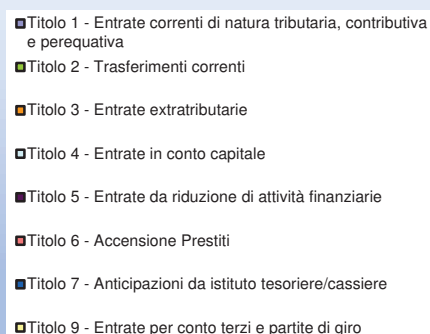 Titolo 1 - Entrate correnti di natura tributaria, contributiva
e perequativa
Titolo 2 - Trasferimenti correnti
Titolo 3 - Entrate extratributarie
Titolo 4 - Entrate in conto capitale
Titolo 5 - Entrate da riduzione di attività finanziarie
Titolo 6 - Accensione Prestiti
Titolo 7 - Anticipazioni da istituto tesoriere/cassiere
Titolo 9 - Entrate per conto terzi e partite di giro